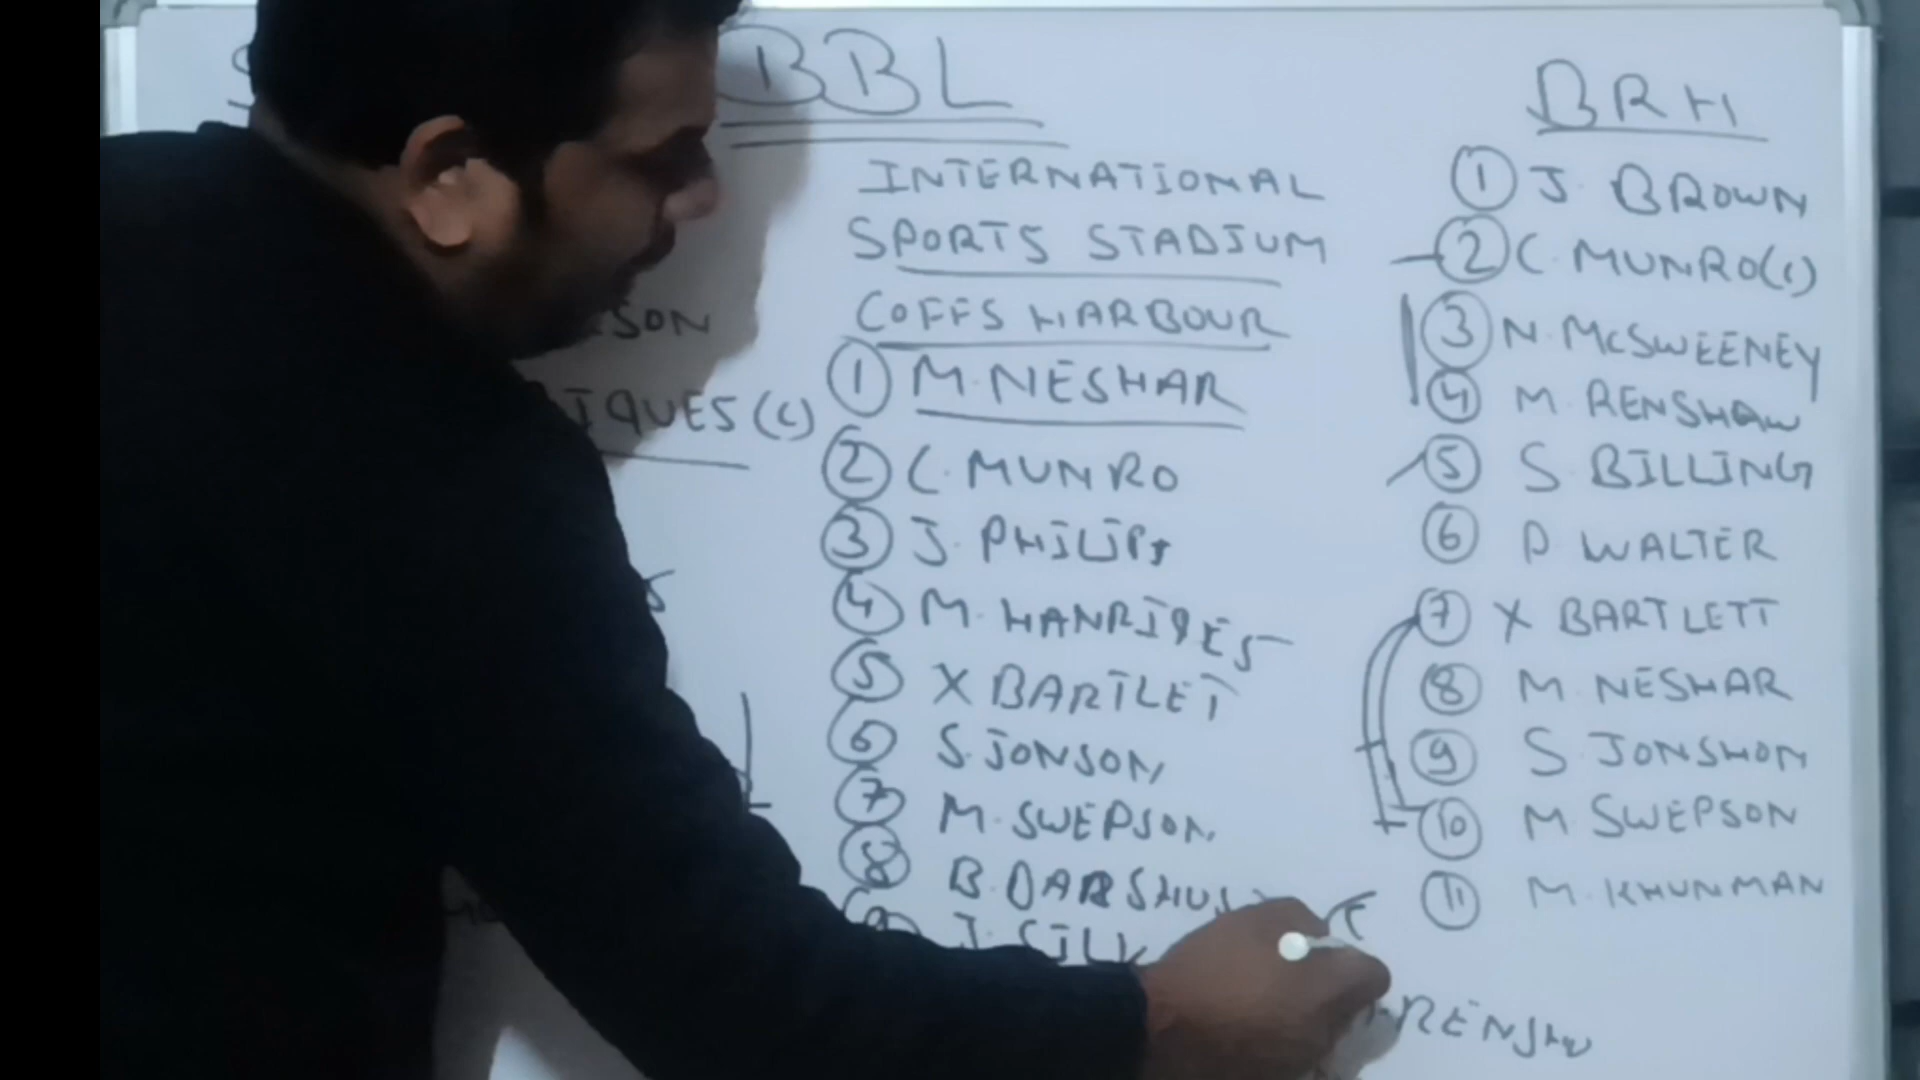 BBL
INTERNATIONAL
SPORTS STADIUM
COFFS HARBOUR
SON
IQUES (C)
① M. NESHAR
② C. MUNRO
③ J. PHILIPS
④ M. HANRIQES
⑤ X BARTLET
⑥ S. JONSON
⑦ M. SWEPSON
⑧ B. DARSHUS
⑨ J. SILK
BRH
① J. BROWN
② C. MUNRO(C)
③ N. McSWEENEY
④ M. RENSHAW
⑤ S. BILLING
⑥ P. WALTER
⑦ X BARTLETT
⑧ M. NESHAR
⑨ S. JONSHON
⑩ M. SWEPSON
⑪ M. KHUNMAN
RENSHW